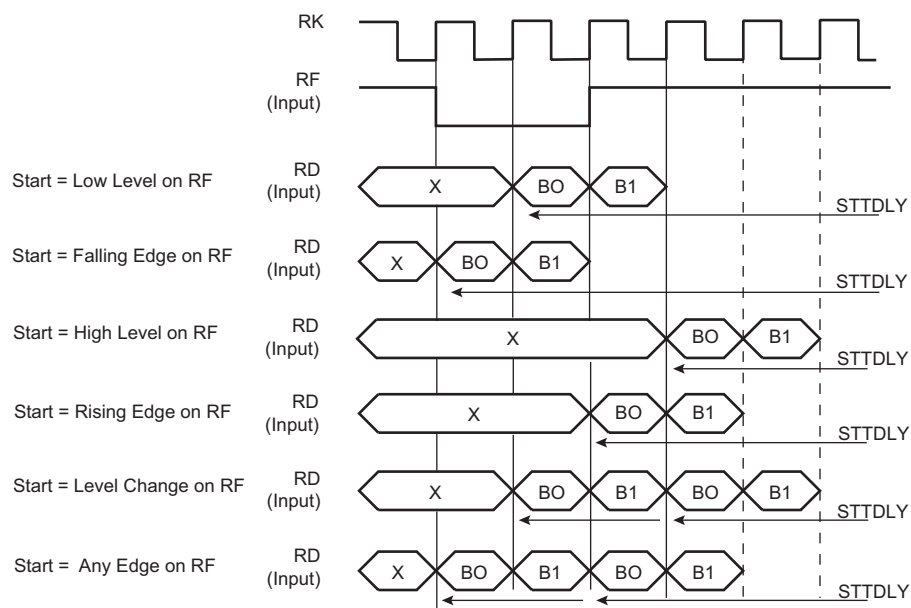 RK
RF
(Input)
Start = Low Level on RF
RD
(Input)
X
BO
B1
STTDLY
Start = Falling Edge on RF
RD
(Input)
X
BO
B1
STTDLY
Start = High Level on RF
RD
(Input)
X
BO
B1
STTDLY
Start = Rising Edge on RF
RD
(Input)
X
BO
B1
STTDLY
Start = Level Change on RF
RD
(Input)
X
BO
B1
BO
B1
STTDLY
Start = Any Edge on RF
RD
(Input)
X
BO
B1
BO
B1
STTDLY